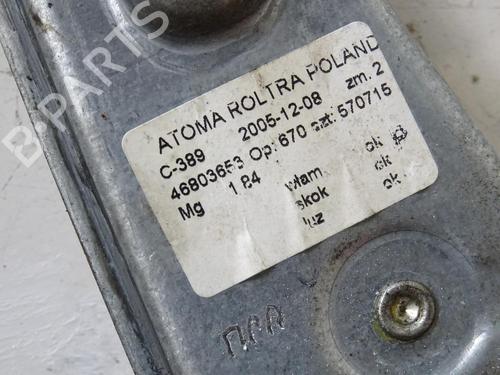 ATOMA ROLTRA POLAND
C-389 2005-12-08 zm. 2
46803653 Op: 670 szt: 570715
Mg 1.84 włam ok
skok ok
luz ok
B-PARTS